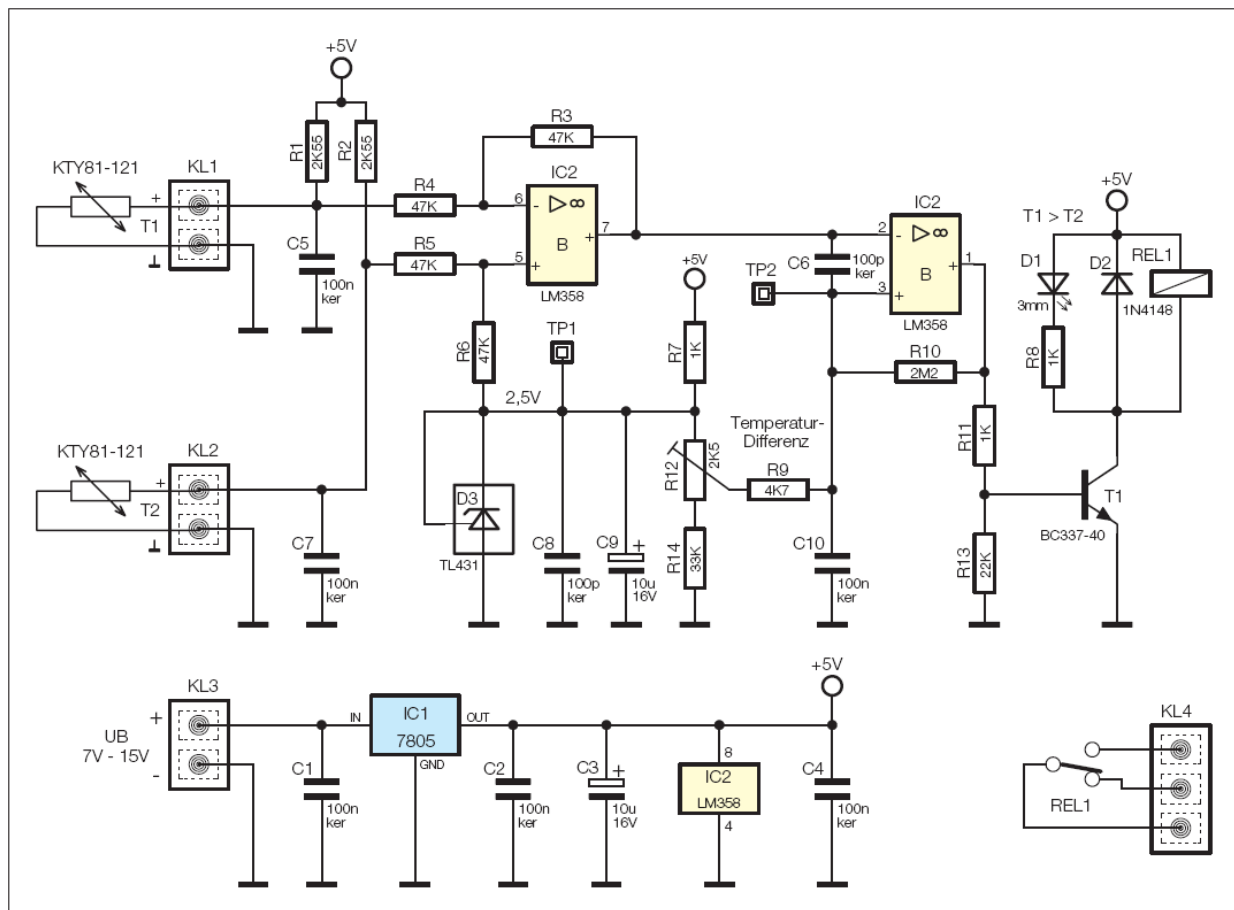 +5V
R1
2K55
R2
2K55
R3
47K
KTY81-121
+
T1
KL1
R4
47K
IC2
6
-
▷∞
B
+
7
5
+
LM358
R5
47K
C5
100n
ker
R6
47K
TP1
2,5V
+5V
R7
1K
TP2
C6
100p
ker
IC2
2
-
▷∞
B
+
1
3
+
LM358
R10
2M2
T1 > T2
+5V
D1
3mm
D2
1N4148
REL1
R8
1K
KTY81-121
+
T2
KL2
C7
100n
ker
D3
TL431
C8
100p
ker
C9
+
10u
16V
R12
2K5
Temperatur-
Differenz
R9
4K7
R14
33K
C10
100n
ker
R11
1K
R13
22K
T1
BC337-40
KL3
+
UB
7V - 15V
-
C1
100n
ker
IN
IC1
7805
OUT
GND
C2
100n
ker
C3
+
10u
16V
8
IC2
LM358
4
C4
100n
ker
+5V
REL1
KL4